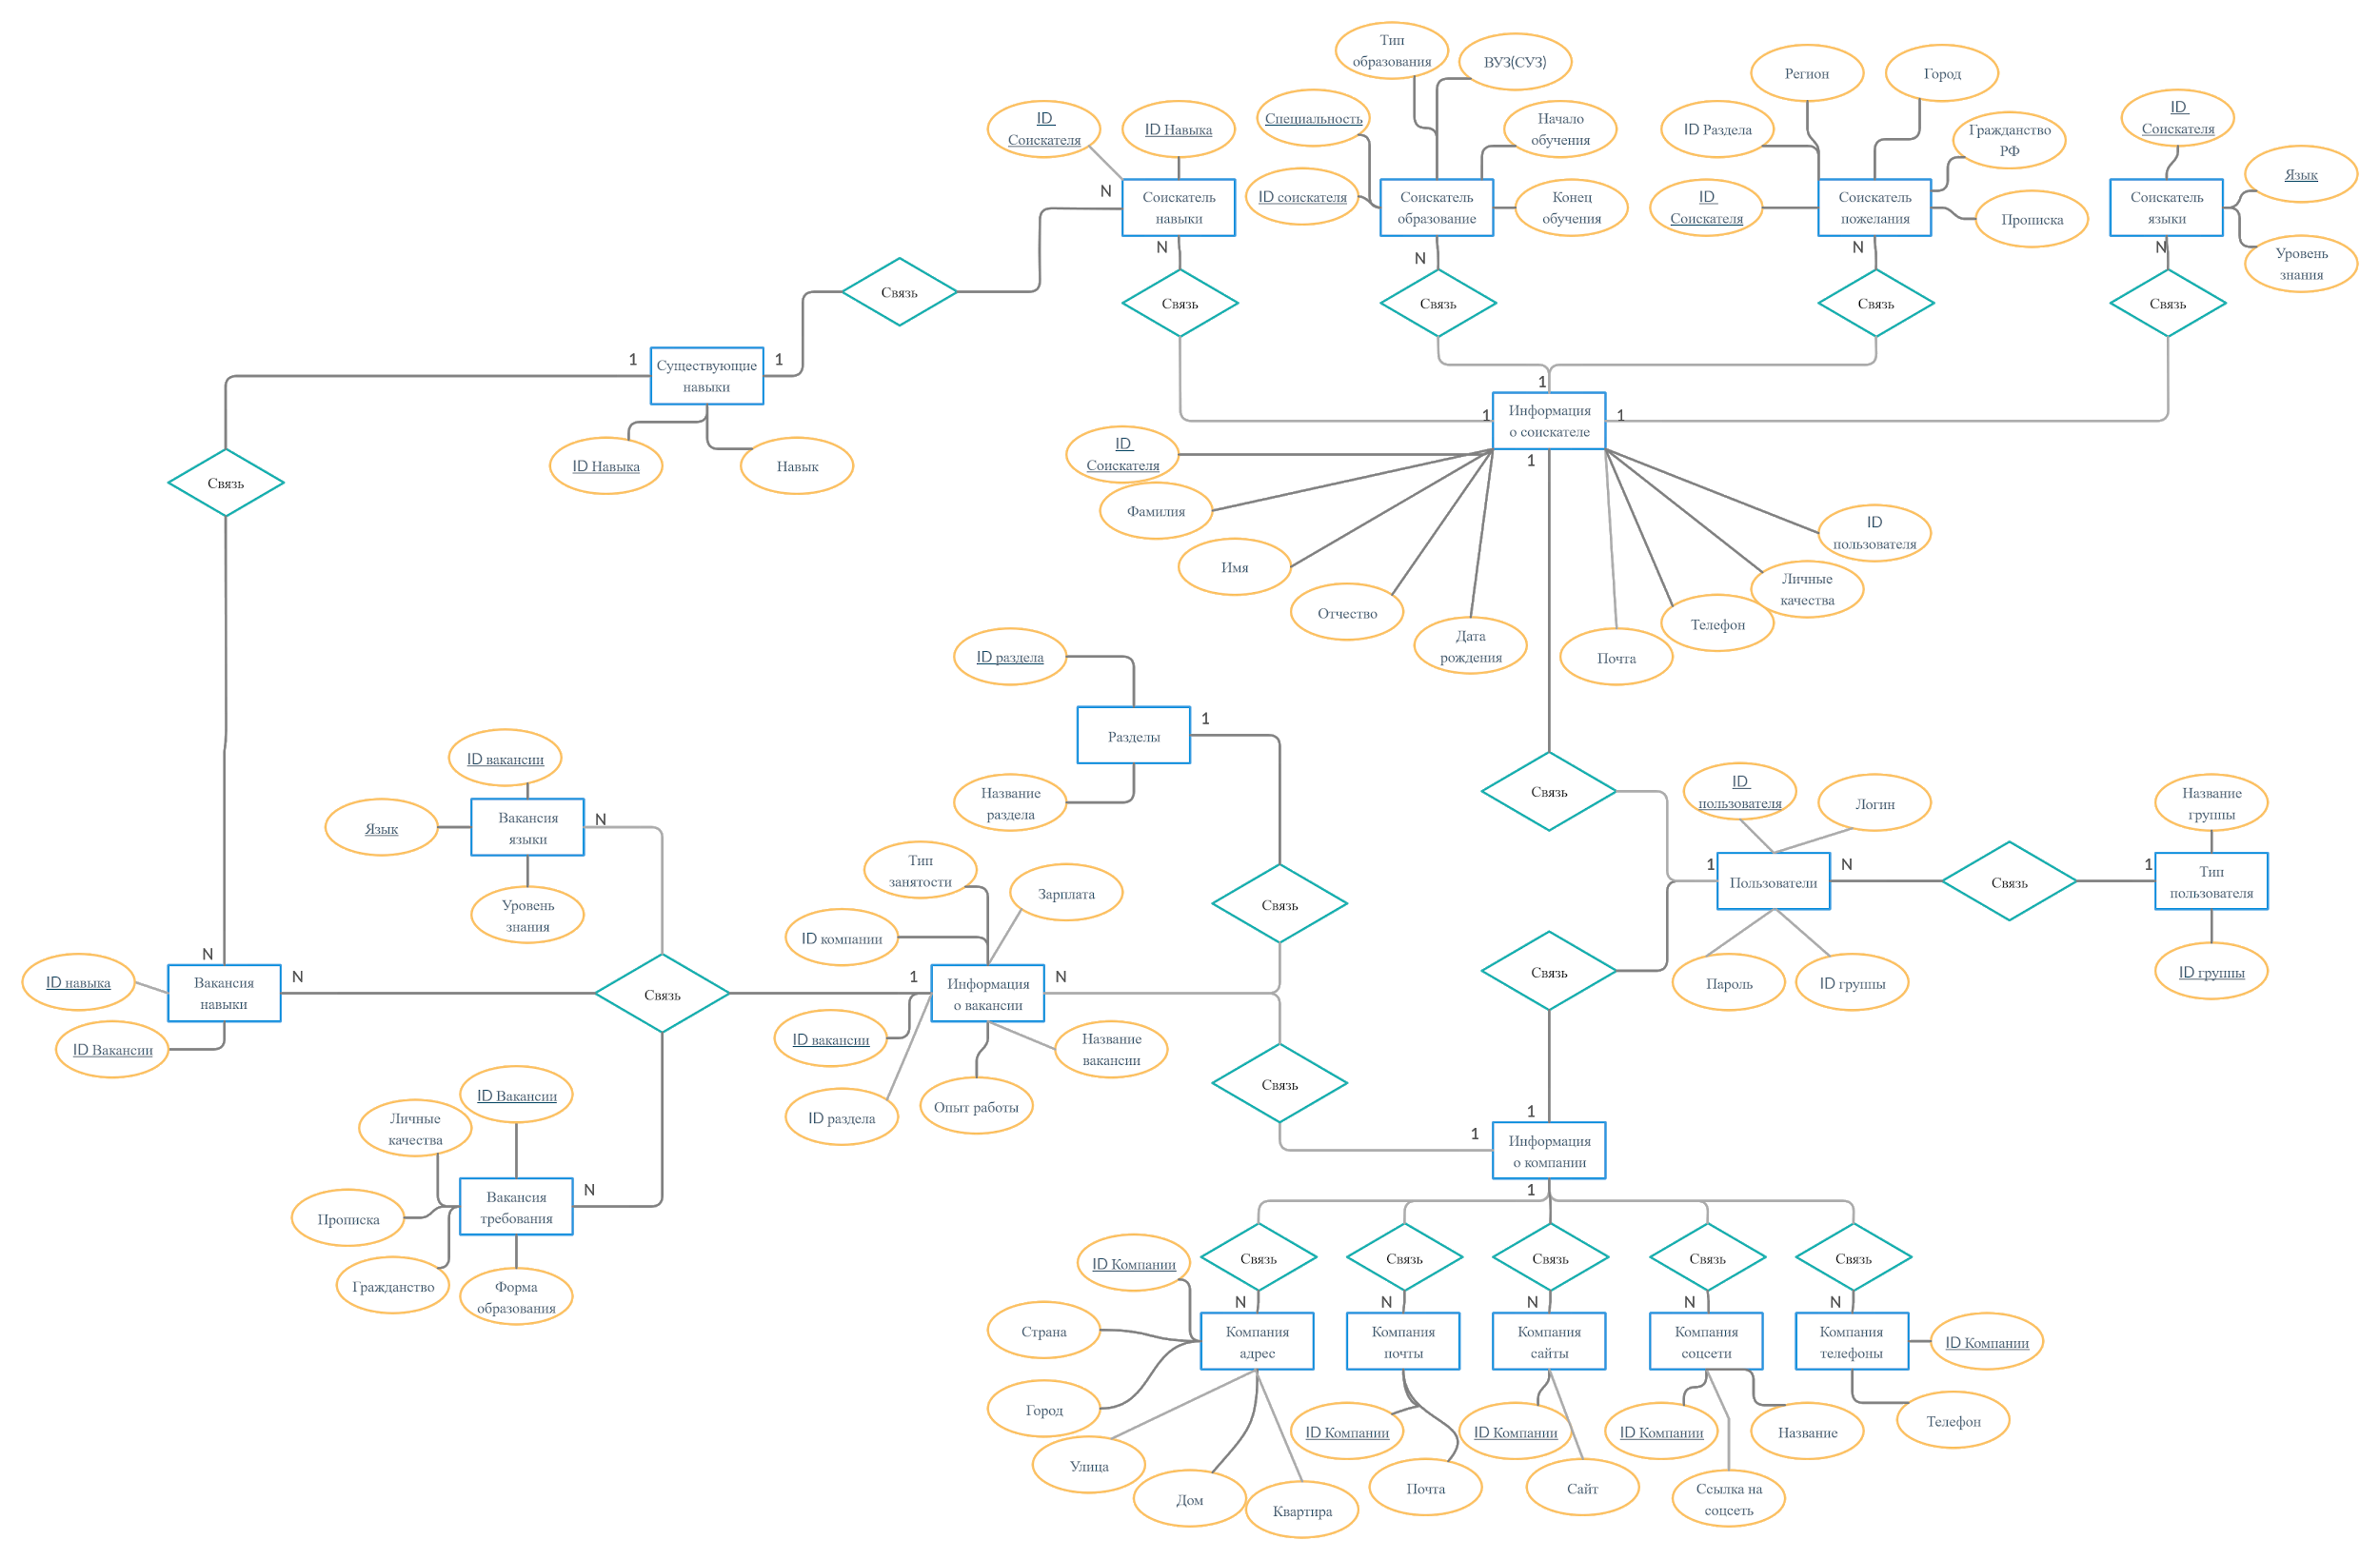 Тип
образования
ВУЗ(СУЗ)
Регион
Город
ID
Соискателя
ID Навыка
Специальность
Начало
обучения
ID Раздела
Гражданство
РФ
ID
Соискателя
Язык
N
Соискатель
навыки
ID соискателя
Соискатель
образование
Конец
обучения
ID
Соискателя
Соискатель
пожелания
Прописка
Соискатель
языки
Уровень
знания
N
N
N
N
Связь
Связь
Связь
Связь
Связь
1
Существующие
навыки
1
1
1
Информация
о соискателе
1
ID Навыка
Навык
ID
Соискателя
1
Связь
Фамилия
Имя
Отчество
Дата
рождения
Почта
Телефон
Личные
качества
ID
пользователя
ID раздела
Разделы
1
Название
раздела
ID вакансии
Язык
Вакансия
языки
N
Уровень
знания
Связь
ID
пользователя
Логин
Название
группы
Тип
занятости
Зарплата
ID компании
Связь
1
Пользователи
N
Связь
1
Тип
пользователя
Пароль
ID группы
ID группы
N
ID навыка
Вакансия
навыки
N
ID Вакансии
Связь
1
Информация
о вакансии
N
Связь
ID вакансии
Название
вакансии
ID раздела
Опыт работы
Связь
ID Вакансии
Личные
качества
Прописка
Вакансия
требования
N
Гражданство
Форма
образования
1
1
Информация
о компании
1
Связь
Связь
Связь
Связь
Связь
ID Компании
N
N
N
N
N
Страна
Компания
адрес
Компания
почты
Компания
сайты
Компания
соцсети
Компания
телефоны
ID Компании
Город
Улица
Дом
Квартира
ID Компании
Почта
ID Компании
Сайт
ID Компании
Ссылка на
соцсеть
Название
Телефон